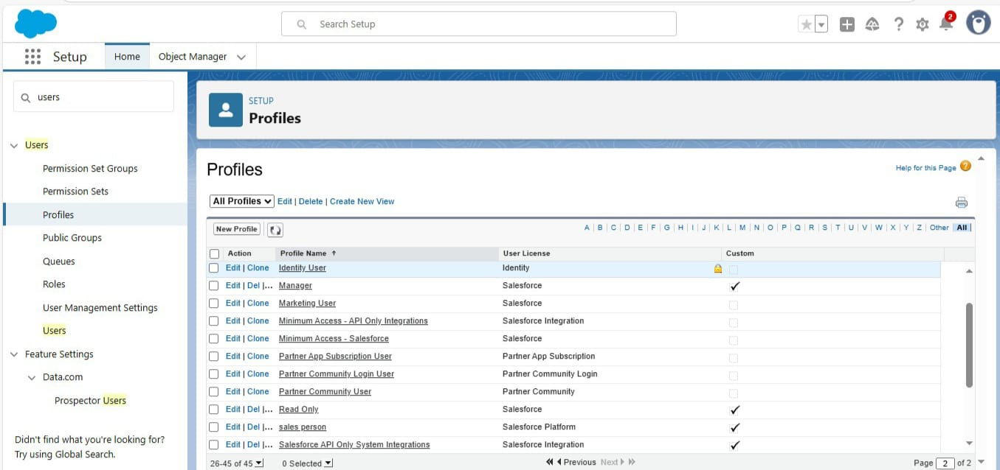 Search Setup
2
Setup
Home
Object Manager
users
Users
Permission Set Groups
Permission Sets
Profiles
Public Groups
Queues
Roles
User Management Settings
Users
Feature Settings
Data.com
Prospector Users
Didn't find what you're looking for?
Try using Global Search.
SETUP
Profiles
Profiles
Help for this Page ?
All Profiles Edit | Delete | Create New View
New Profile
A | B | C | D | E | F | G | H | I | J | K | L | M | N | O | P | Q | R | S | T | U | V | W | X | Y | Z | Other | All
Action Profile Name ↑ User License Custom
Edit | Clone Identity User Identity
Edit | Del |... Manager Salesforce ✓
Edit | Clone Marketing User Salesforce
Edit | Clone Minimum Access - API Only Integrations Salesforce Integration
Edit | Clone Minimum Access - Salesforce Salesforce
Edit | Clone Partner App Subscription User Partner App Subscription
Edit | Clone Partner Community Login User Partner Community Login
Edit | Clone Partner Community User Partner Community
Edit | Del |... Read Only Salesforce ✓
Edit | Del |... sales person Salesforce Platform ✓
Edit | Del |... Salesforce API Only System Integrations Salesforce Integration ✓
26-45 of 45 0 Selected Previous Next Page 2 of 2